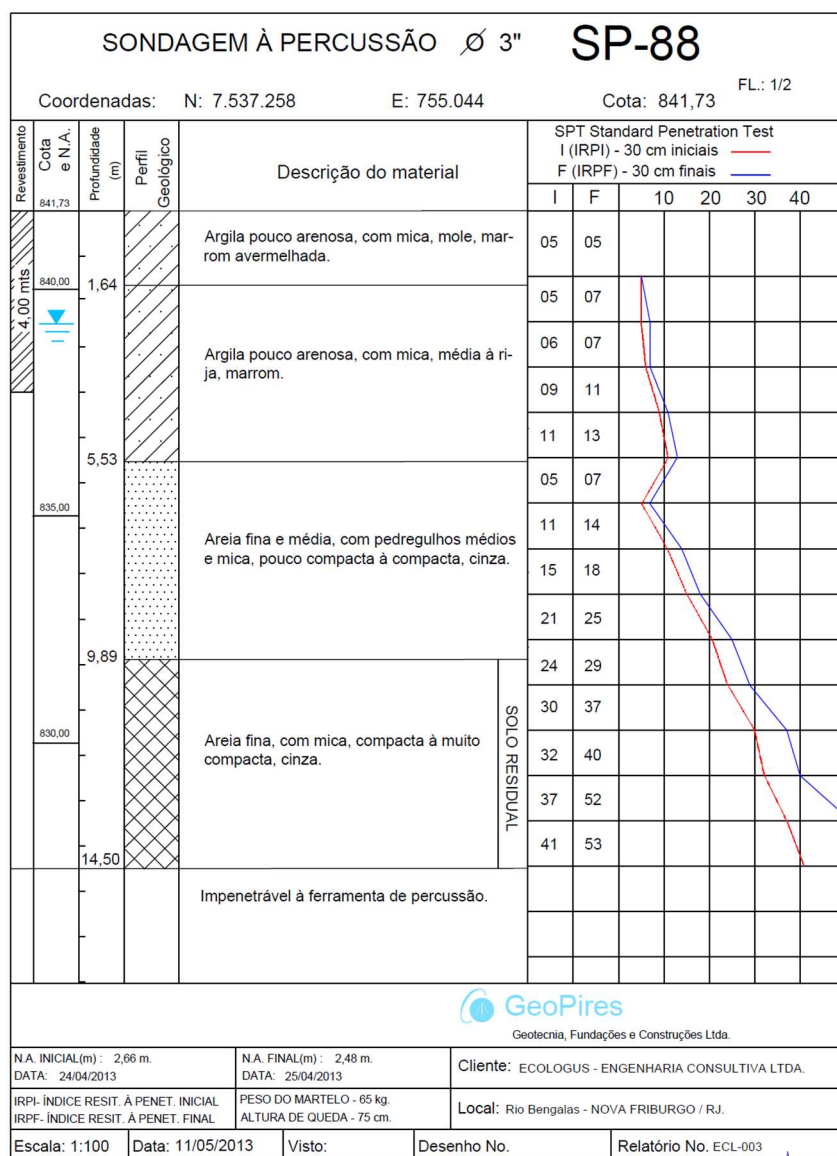 SONDAGEM À PERCUSSÃO Ø 3" SP-88
FL.: 1/2
Coordenadas: N: 7.537.258 E: 755.044 Cota: 841,73
Revestimento
Cota e N.A.
Profundidade (m)
Perfil Geológico
Descrição do material
SPT Standard Penetration Test
I (IRPI) - 30 cm iniciais
F (IRPF) - 30 cm finais
841,73
I F 10 20 30 40
4,00 mts
Argila pouco arenosa, com mica, mole, mar-
rom avermelhada.
05 05
840,00 1,64
05 07
06 07
Argila pouco arenosa, com mica, média à ri-
ja, marrom.
09 11
11 13
5,53
05 07
835,00
11 14
Areia fina e média, com pedregulhos médios
e mica, pouco compacta à compacta, cinza.
15 18
21 25
9,89
24 29
30 37
830,00
Areia fina, com mica, compacta à muito
compacta, cinza.
SOLO RESIDUAL
32 40
37 52
41 53
14,50
Impenetrável à ferramenta de percussão.
GeoPires
Geotecnia, Fundações e Construções Ltda.
N.A. INICIAL(m) : 2,66 m.
DATA: 24/04/2013
N.A. FINAL(m) : 2,48 m.
DATA: 25/04/2013
Cliente: ECOLOGUS - ENGENHARIA CONSULTIVA LTDA.
IRPI- ÍNDICE RESIT. À PENET. INICIAL
IRPF- ÍNDICE RESIT. À PENET. FINAL
PESO DO MARTELO - 65 kg.
ALTURA DE QUEDA - 75 cm.
Local: Rio Bengalas - NOVA FRIBURGO / RJ.
Escala: 1:100 Data: 11/05/2013 Visto: Desenho No. Relatório No. ECL-003